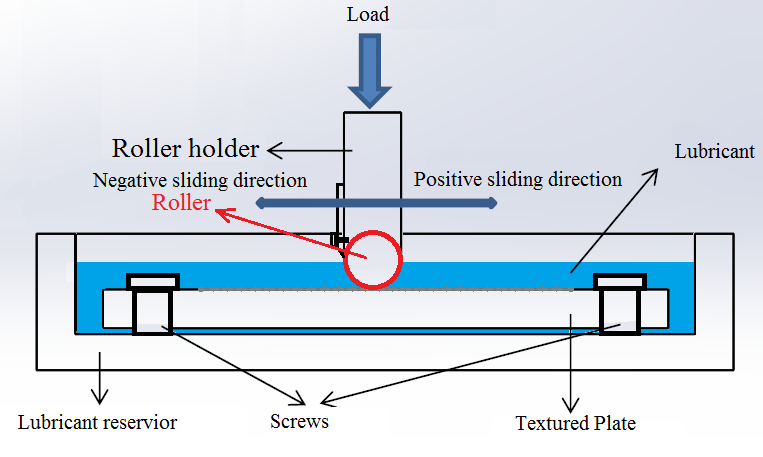 Load
Roller holder
Lubricant
Negative sliding direction
Positive sliding direction
Roller
Lubricant reservior
Screws
Textured Plate